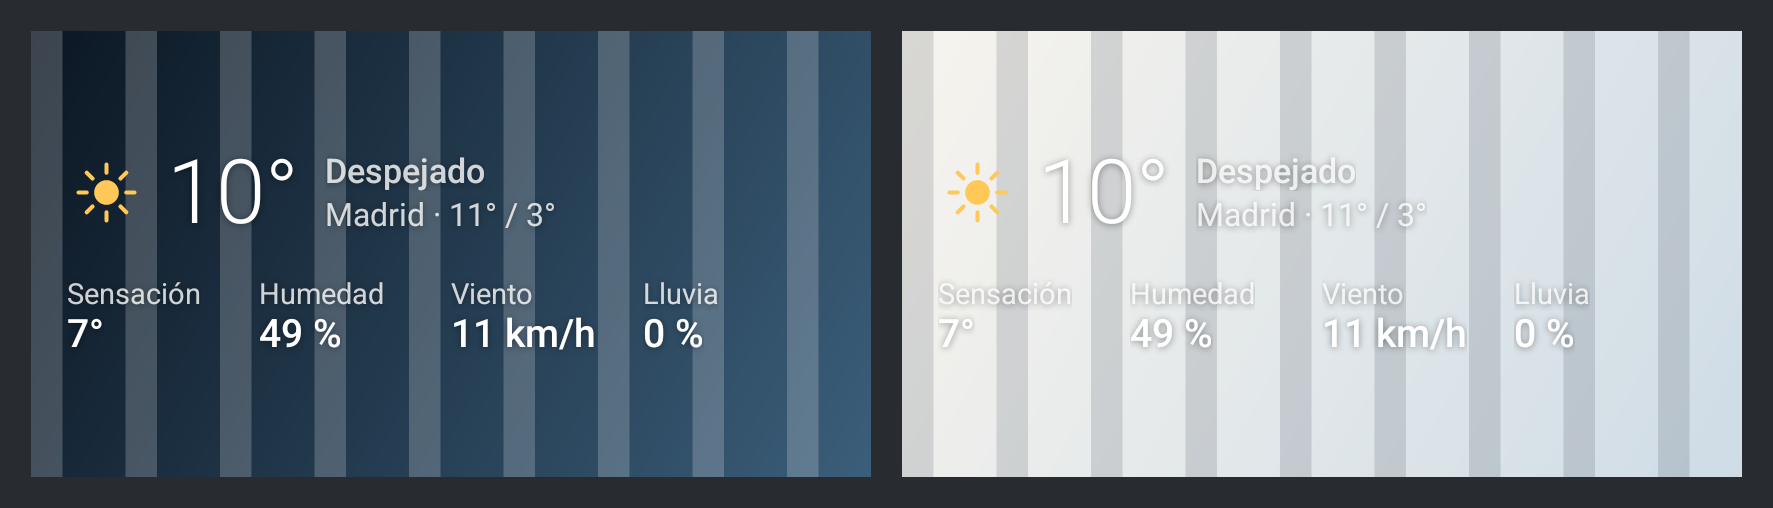 10°
Despejado
Madrid · 11° / 3°
Sensación Humedad Viento Lluvia
7° 49 % 11 km/h 0 %
10°
Despejado
Madrid · 11° / 3°
Sensación Humedad Viento Lluvia
7° 49 % 11 km/h 0 %